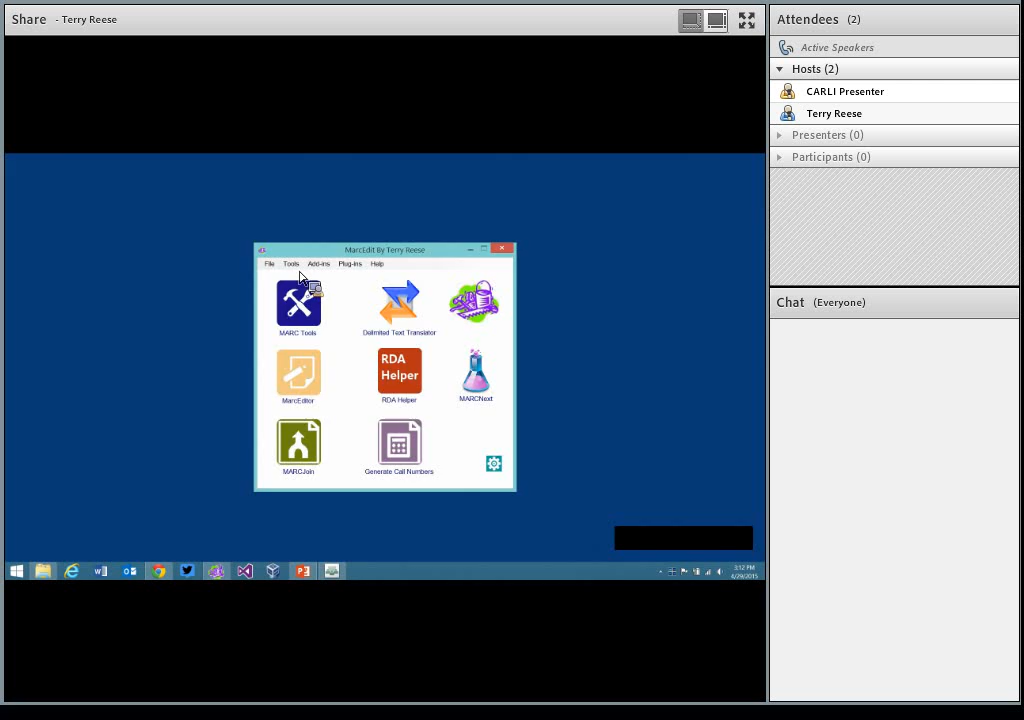 Share - Terry Reese
MarcEdit By Terry Reese
File Tools Add-ins Plug-ins Help
MARC Tools
Delimited Text Translator
MarcEditor
RDA
Helper
RDA Helper
MARCNext
MARCJoin
Generate Call Numbers
3:12 PM
4/29/2015
Attendees (2)
Active Speakers
Hosts (2)
CARLI Presenter
Terry Reese
Presenters (0)
Participants (0)
Chat (Everyone)